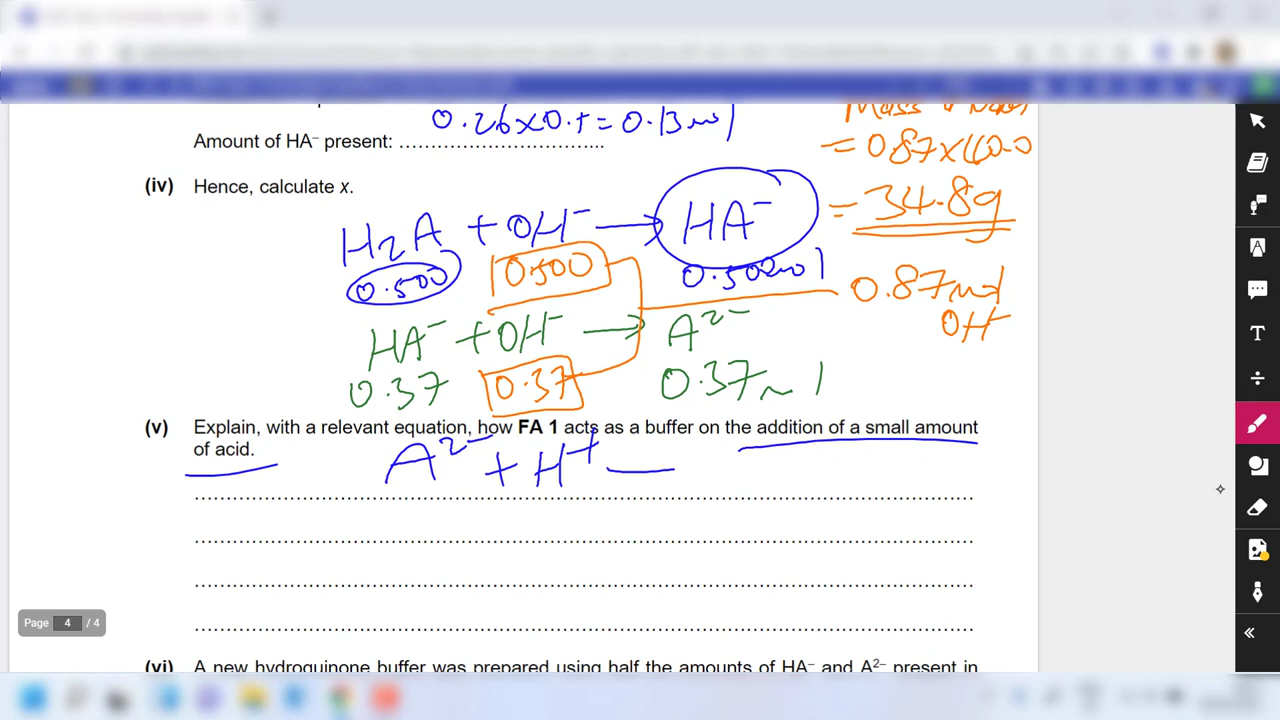 Mass of NaOH
0.26×0.5=0.13mol
Amount of HA⁻ present: ……………………………...
= 0.87×40.0
(iv) Hence, calculate x.
= 34.8g
H2A + OH⁻ → HA⁻
0.500 0.500 0.500mol
0.87mol
OH⁻
HA⁻ + OH⁻ → A²⁻
0.37 0.37 0.37mol
(v) Explain, with a relevant equation, how FA 1 acts as a buffer on the addition of a small amount
of acid.
A²⁻ + H⁺ —
(vi) A new hydroquinone buffer was prepared using half the amounts of HA⁻ and A²⁻ present in
Page 4 / 4